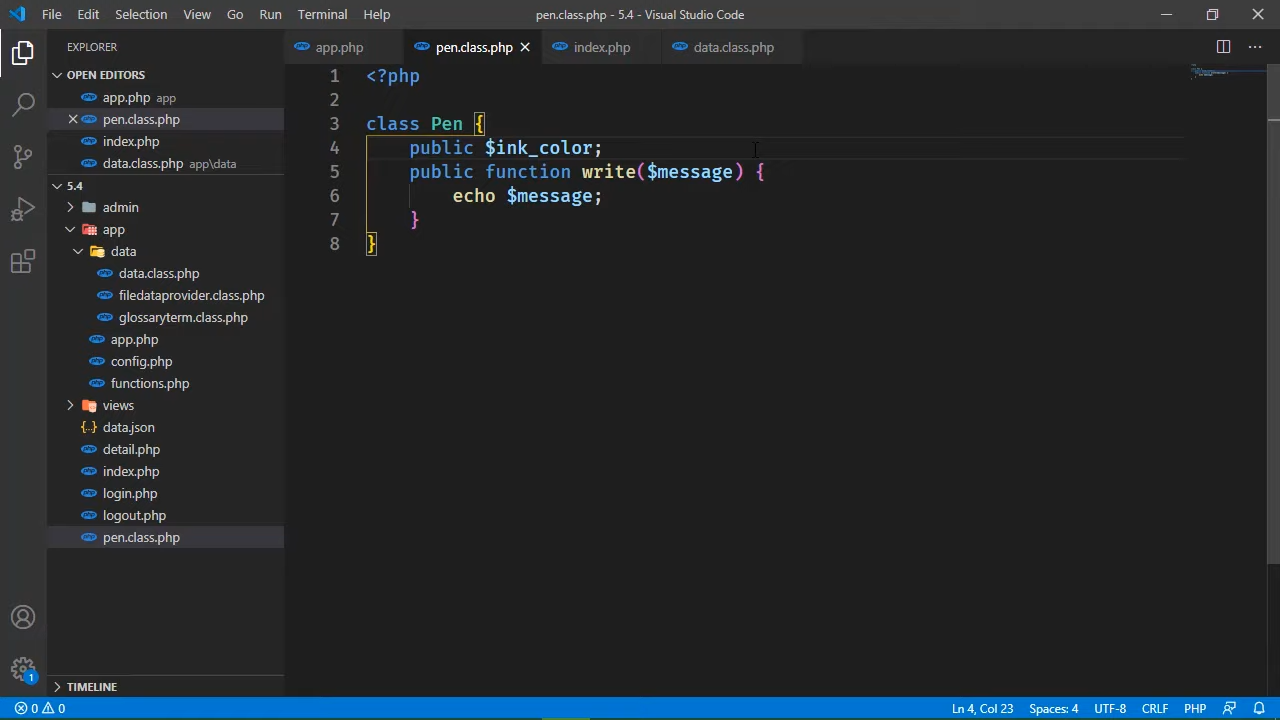 File Edit Selection View Go Run Terminal Help pen.class.php - 5.4 - Visual Studio Code
EXPLORER
OPEN EDITORS
app.php app
pen.class.php
index.php
data.class.php app\data
5.4
admin
app
data
data.class.php
filedataprovider.class.php
glossaryterm.class.php
app.php
config.php
functions.php
views
data.json
detail.php
index.php
login.php
logout.php
pen.class.php
TIMELINE
app.php pen.class.php index.php data.class.php
1 <?php
2
3 class Pen {
4 public $ink_color;
5 public function write($message) {
6 echo $message;
7 }
8 }
1
0 0 Ln 4, Col 23 Spaces: 4 UTF-8 CRLF PHP